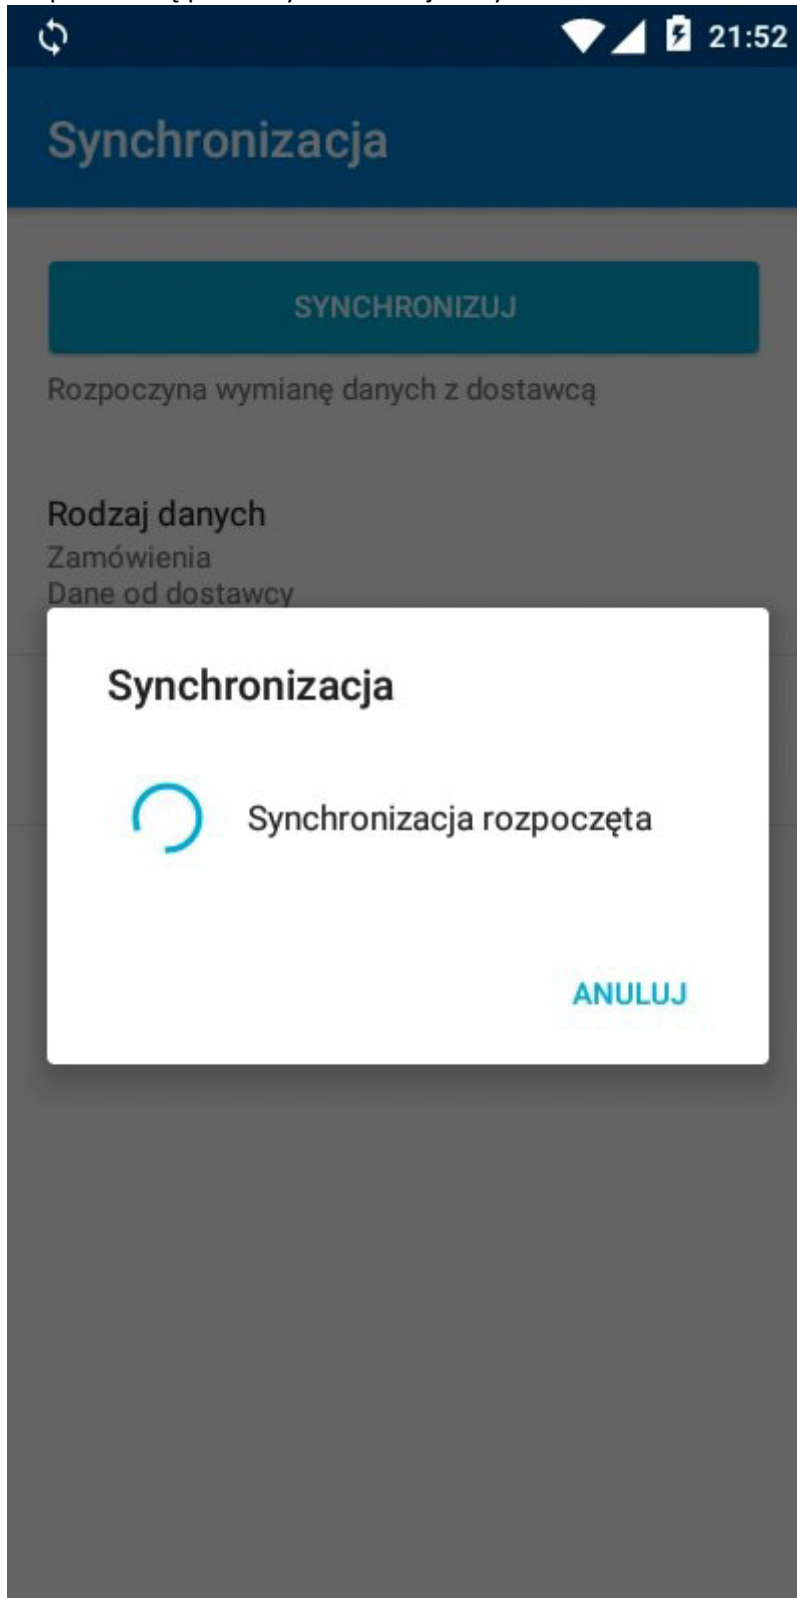 21:52
Synchronizacja
SYNCHRONIZUJ
Rozpoczyna wymianę danych z dostawcą
Rodzaj danych
Zamówienia
Dane od dostawcy
Synchronizacja
Synchronizacja rozpoczęta
ANULUJ